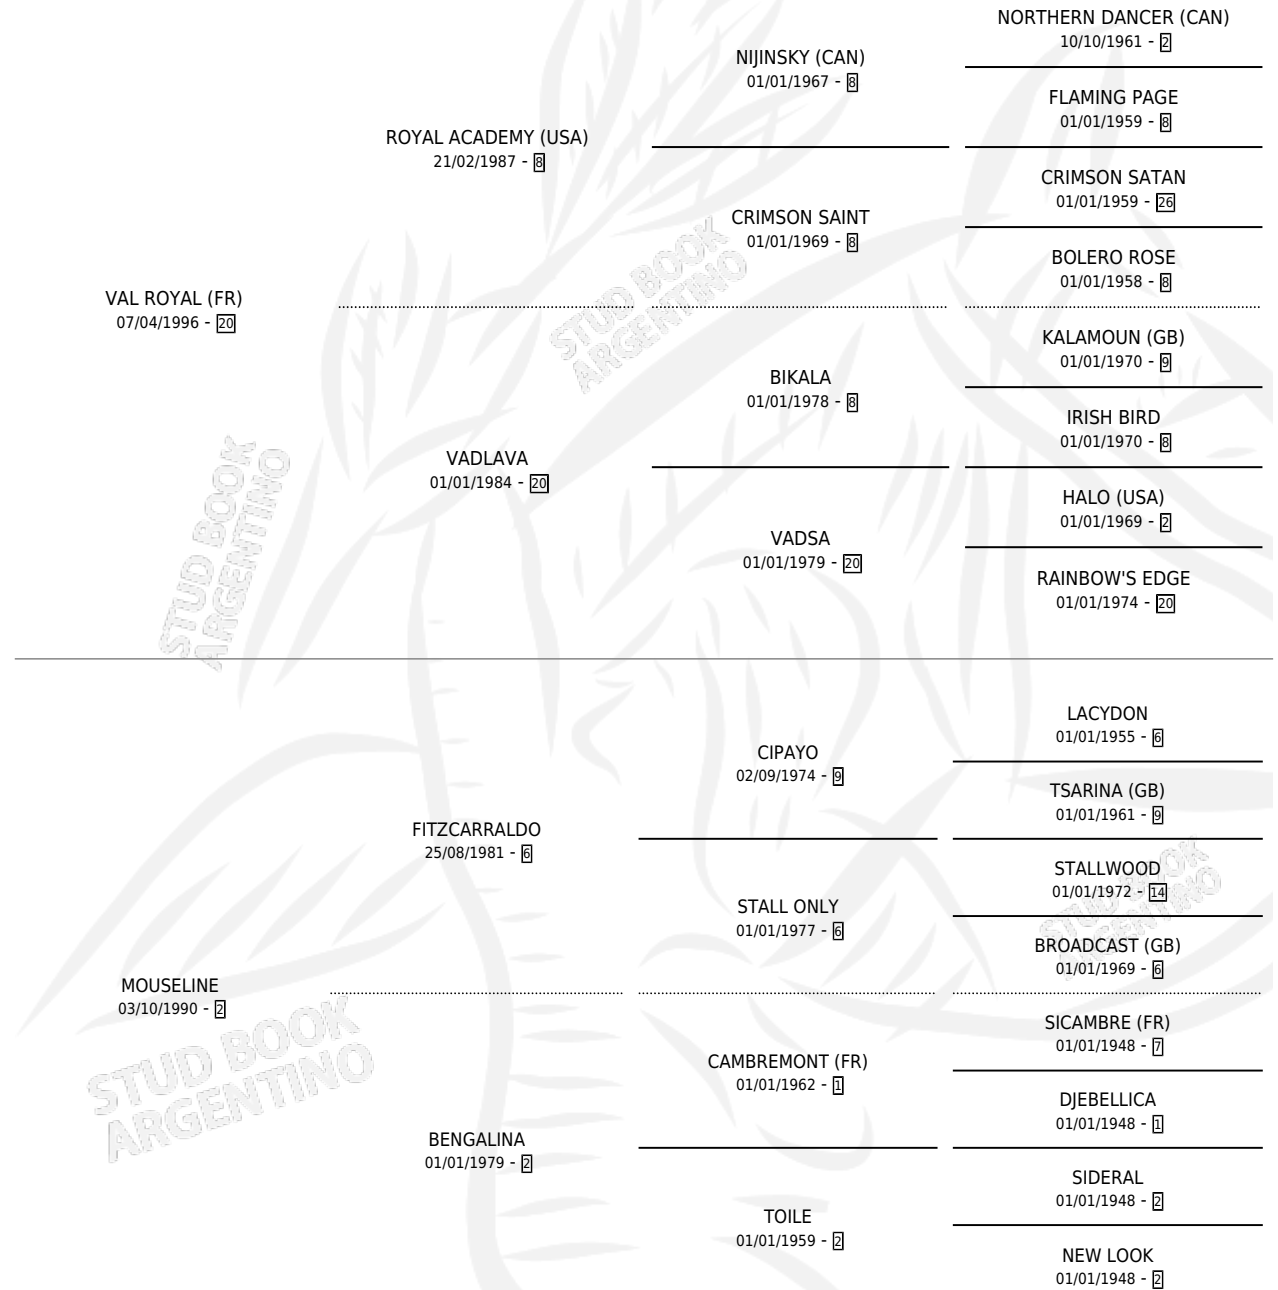 NORTHERN DANCER (CAN)
10/10/1961 - 2
NIJINSKY (CAN)
01/01/1967 - 8
FLAMING PAGE
01/01/1959 - 8
ROYAL ACADEMY (USA)
21/02/1987 - 8
CRIMSON SATAN
01/01/1959 - 26
CRIMSON SAINT
01/01/1969 - 8
BOLERO ROSE
01/01/1958 - 8
VAL ROYAL (FR)
07/04/1996 - 20
STUD BOOK
ARGENTINO
KALAMOUN (GB)
01/01/1970 - 9
BIKALA
01/01/1978 - 8
IRISH BIRD
01/01/1970 - 8
VADLAVA
01/01/1984 - 20
HALO (USA)
01/01/1969 - 2
VADSA
01/01/1979 - 20
RAINBOW'S EDGE
01/01/1974 - 20
STUD BOOK
ARGENTINO
LACYDON
01/01/1955 - 6
CIPAYO
02/09/1974 - 9
TSARINA (GB)
01/01/1961 - 9
FITZCARRALDO
25/08/1981 - 6
STALLWOOD
01/01/1972 - 14
STALL ONLY
01/01/1977 - 6
BROADCAST (GB)
01/01/1969 - 6
STUD BOOK
ARGENTINO
MOUSELINE
03/10/1990 - 2
STUD BOOK
ARGENTINO
SICAMBRE (FR)
01/01/1948 - 7
CAMBREMONT (FR)
01/01/1962 - 1
DJEBELLICA
01/01/1948 - 1
BENGALINA
01/01/1979 - 2
SIDERAL
01/01/1948 - 2
TOILE
01/01/1959 - 2
NEW LOOK
01/01/1948 - 2